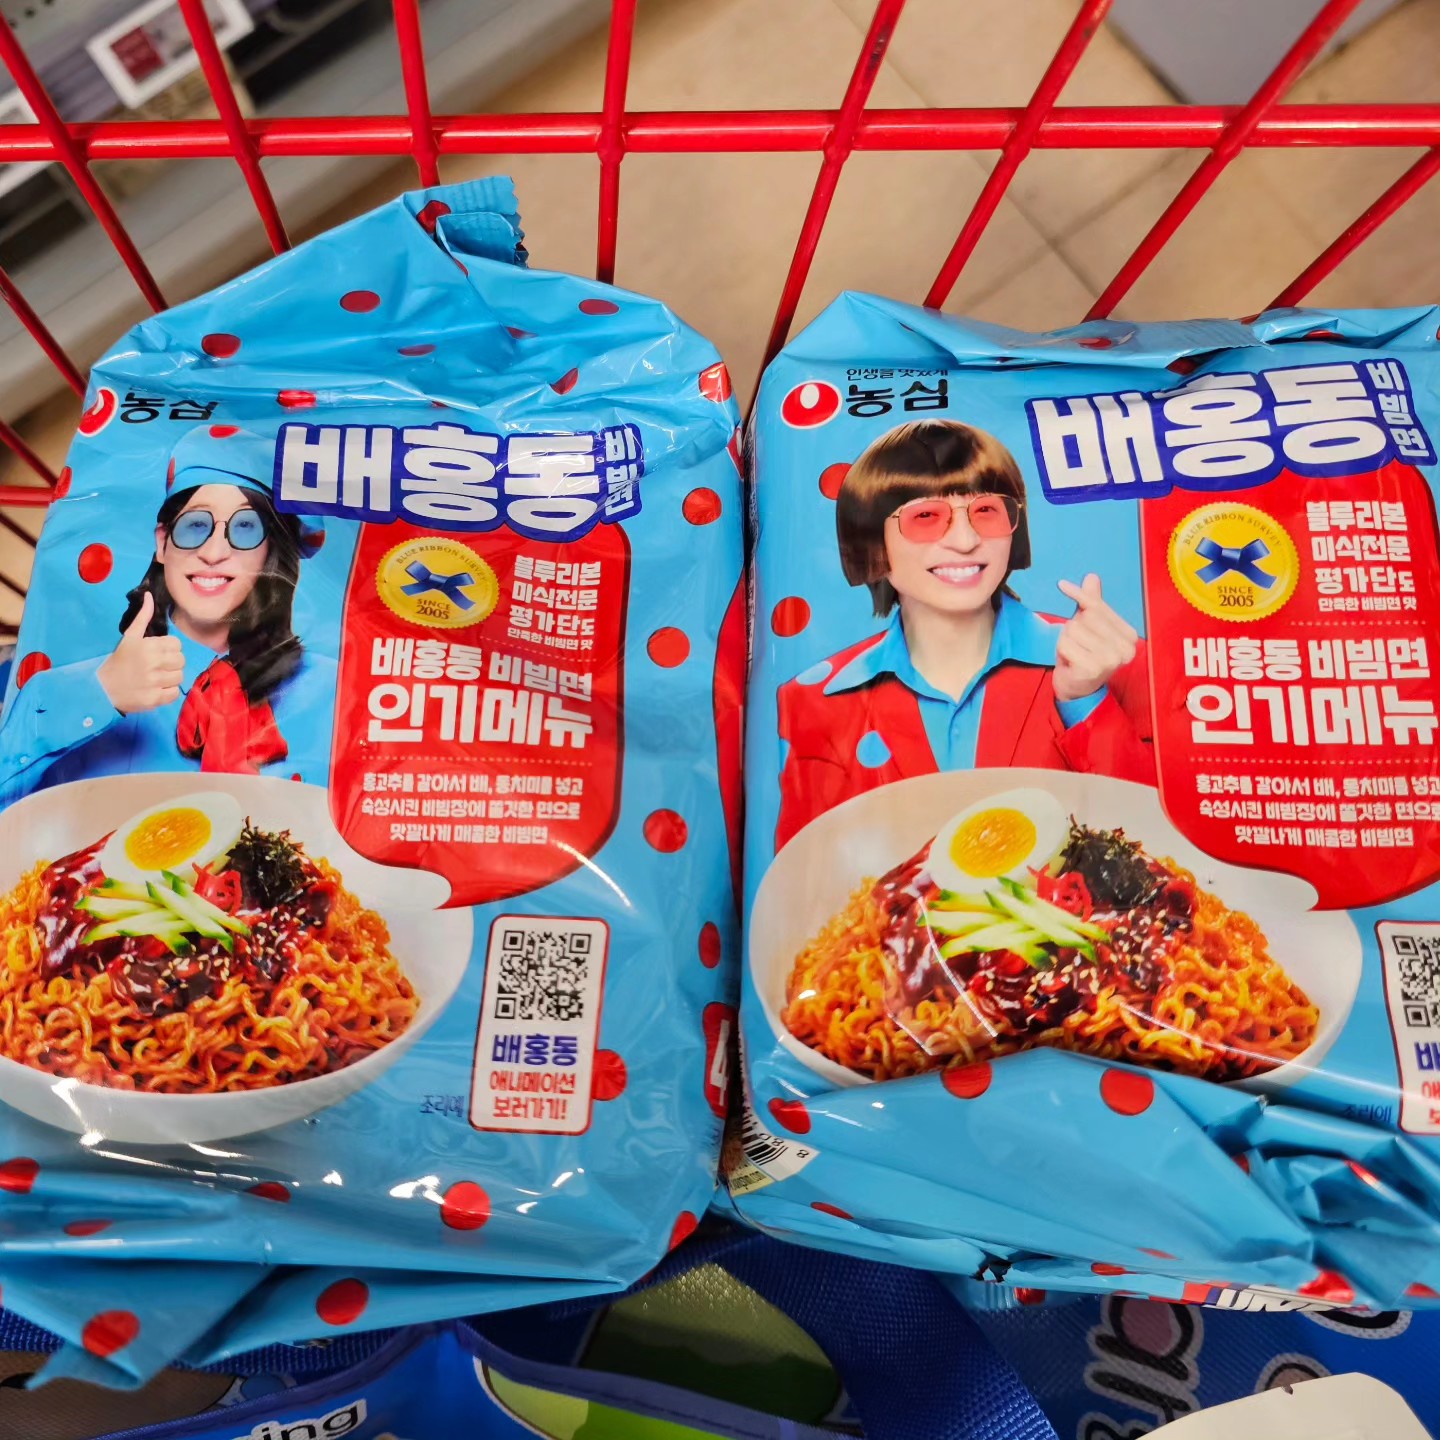 농심
배홍동
비빔면
BLUE RIBBON SURVEY
SINCE
2005
블루리본
미식전문
평가단도
만족한 비빔면 맛
배홍동 비빔면
인기메뉴
홍고추를 갈아서 배, 동치미를 넣고
숙성시킨 비빔장에 쫄깃한 면으로
맛깔나게 매콤한 비빔면
배홍동
애니메이션
보러가기!
조리예
4
인생을 맛있게
농심
배홍동
비빔면
BLUE RIBBON SURVEY
SINCE
2005
블루리본
미식전문
평가단도
만족한 비빔면 맛
배홍동 비빔면
인기메뉴
홍고추를 갈아서 배, 동치미를 넣고
숙성시킨 비빔장에 쫄깃한 면으로
맛깔나게 매콤한 비빔면
조리예
ing